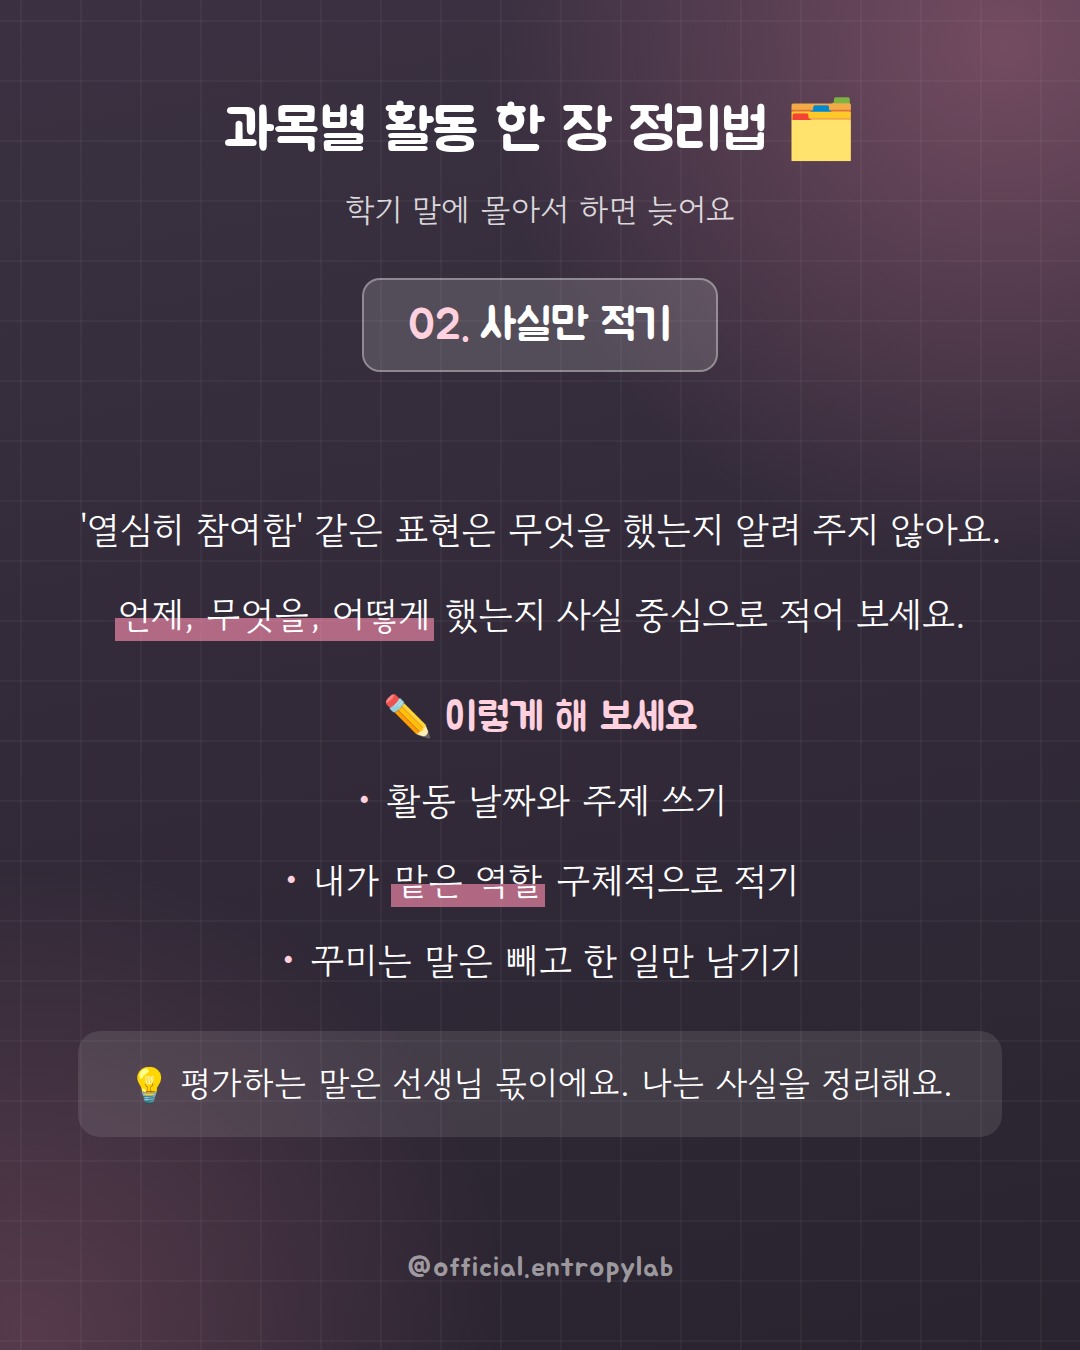 과목별 활동 한 장 정리법 🗂️
학기 말에 몰아서 하면 늦어요
02. 사실만 적기
'열심히 참여함' 같은 표현은 무엇을 했는지 알려 주지 않아요.
언제, 무엇을, 어떻게 했는지 사실 중심으로 적어 보세요.
✏️ 이렇게 해 보세요
• 활동 날짜와 주제 쓰기
• 내가 맡은 역할 구체적으로 적기
• 꾸미는 말은 빼고 한 일만 남기기
💡 평가하는 말은 선생님 몫이에요. 나는 사실을 정리해요.
@official.entropylab